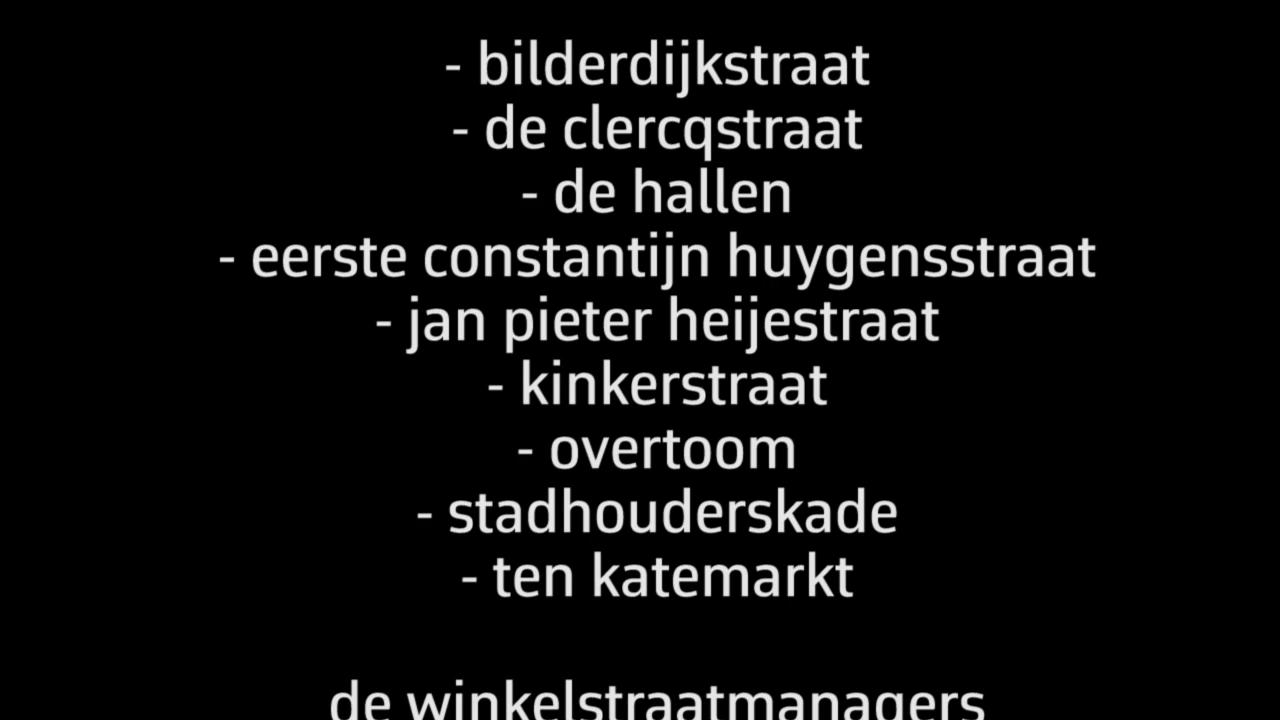 - bilderdijkstraat
- de clercqstraat
- de hallen
- eerste constantijn huygensstraat
- jan pieter heijestraat
- kinkerstraat
- overtoom
- stadhouderskade
- ten katemarkt
de winkelstraatmanagers